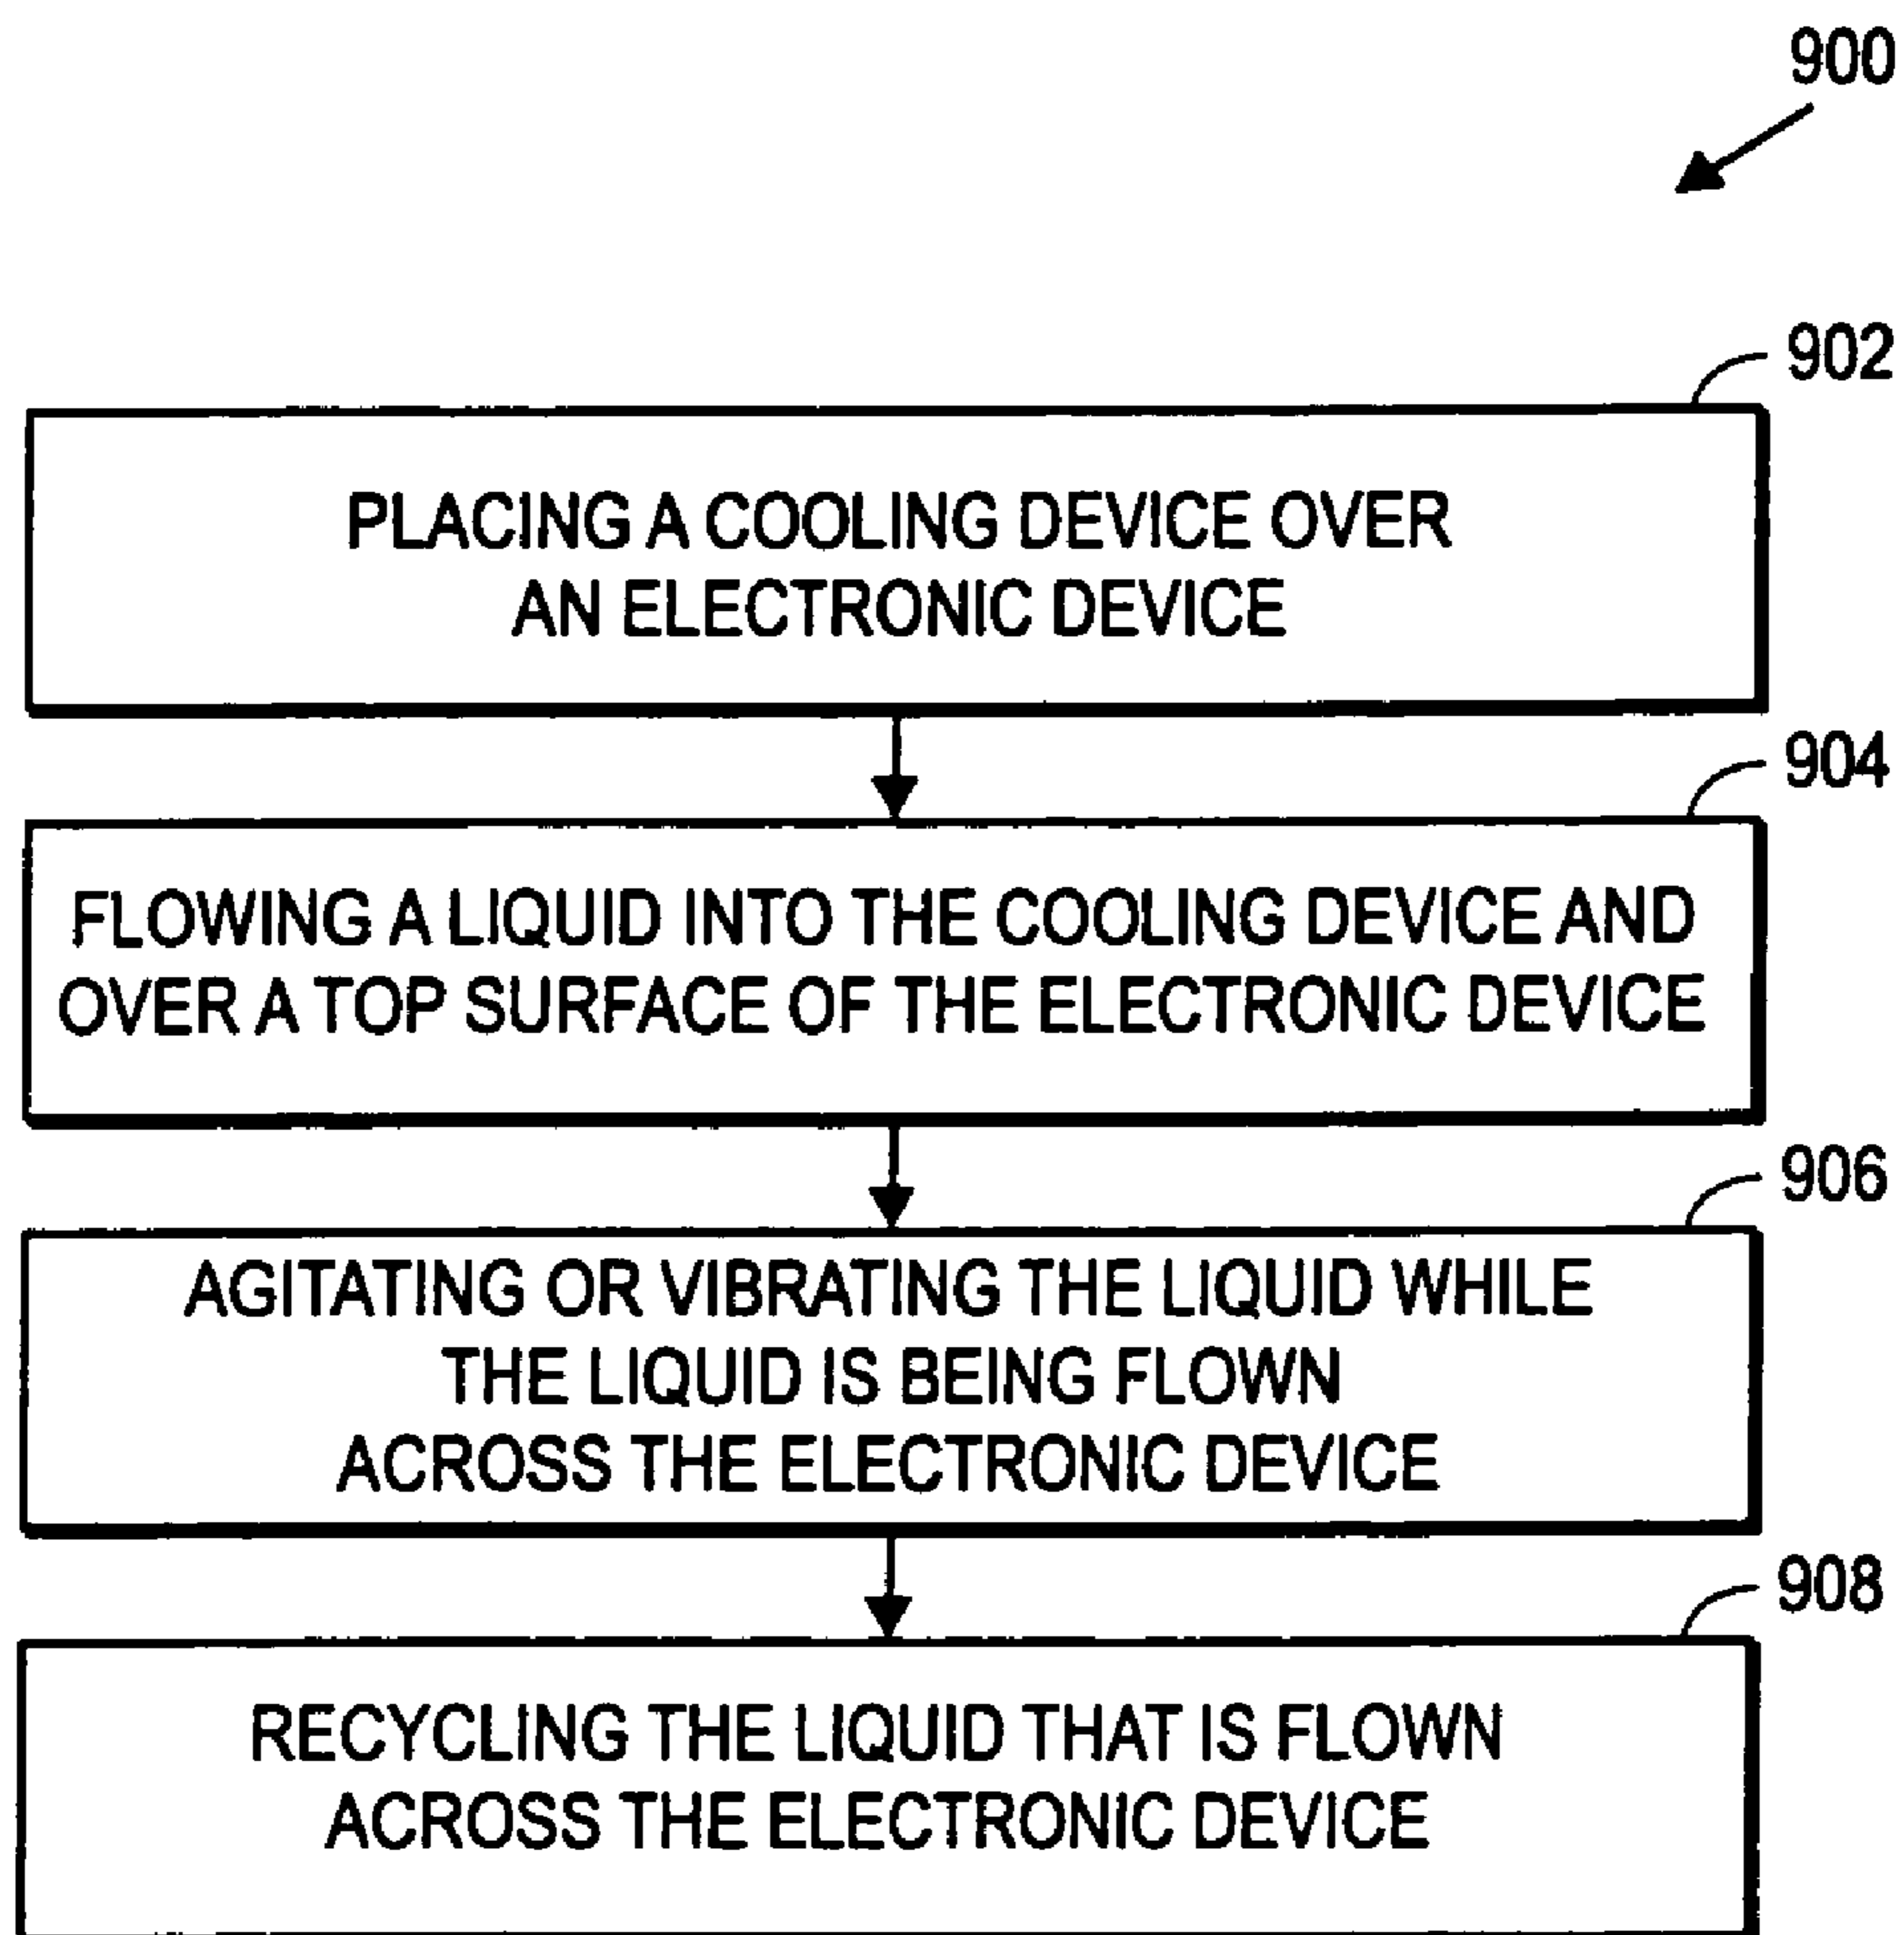 900
902
PLACING A COOLING DEVICE OVER
AN ELECTRONIC DEVICE
904
FLOWING A LIQUID INTO THE COOLING DEVICE AND
OVER A TOP SURFACE OF THE ELECTRONIC DEVICE
906
AGITATING OR VIBRATING THE LIQUID WHILE
THE LIQUID IS BEING FLOWN
ACROSS THE ELECTRONIC DEVICE
908
RECYCLING THE LIQUID THAT IS FLOWN
ACROSS THE ELECTRONIC DEVICE